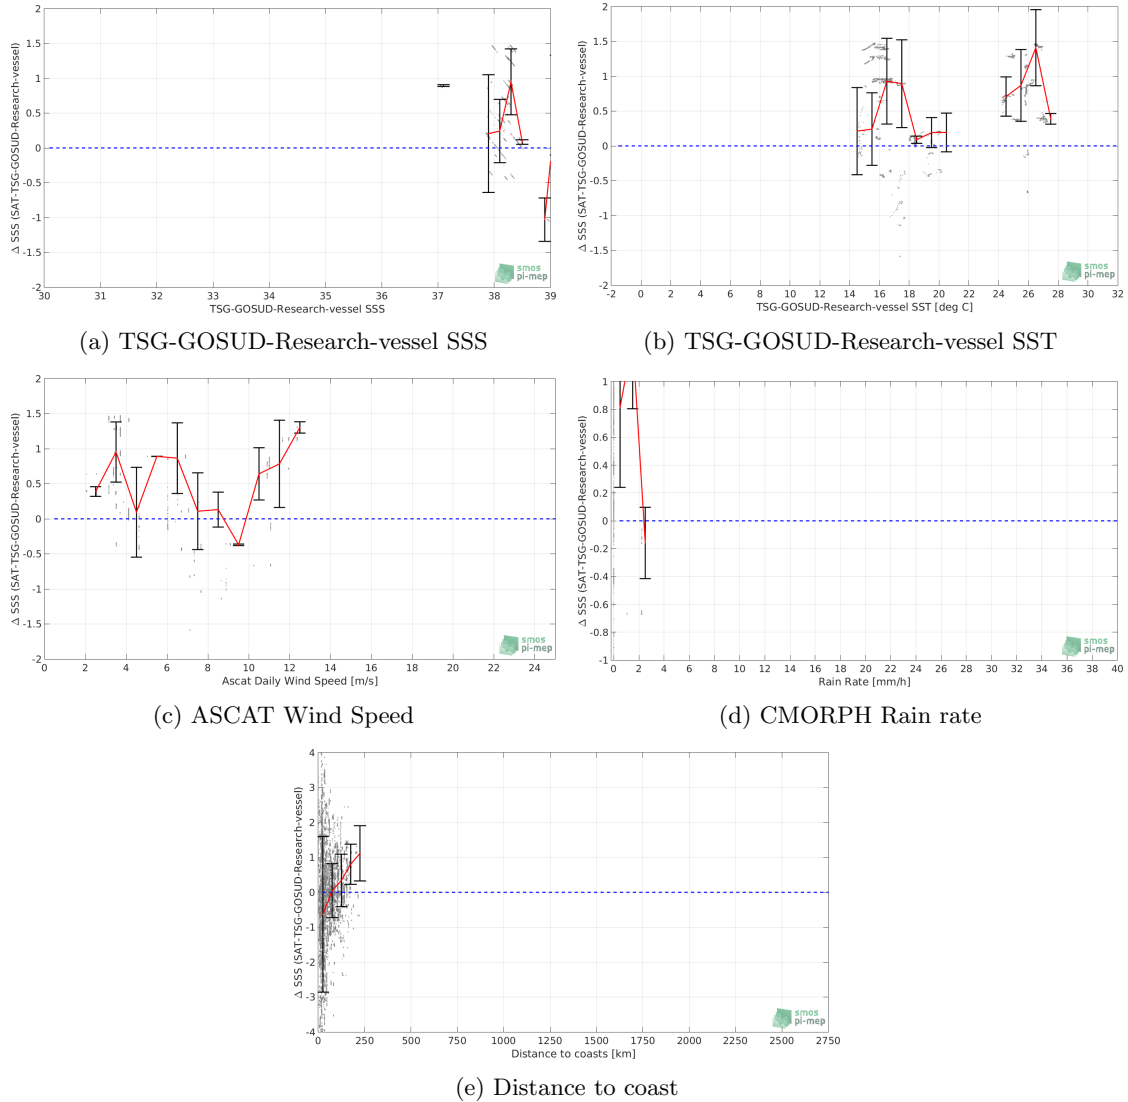 2
1.5
1
0.5
0
-0.5
-1
-1.5
-2
Δ SSS (SAT-TSG-GOSUD-Research-vessel)
30 31 32 33 34 35 36 37 38 39
TSG-GOSUD-Research-vessel SSS
smos
pi-mep
(a) TSG-GOSUD-Research-vessel SSS
2
1.5
1
0.5
0
-0.5
-1
-1.5
-2
Δ SSS (SAT-TSG-GOSUD-Research-vessel)
-2 0 2 4 6 8 10 12 14 16 18 20 22 24 26 28 30 32
TSG-GOSUD-Research-vessel SST [deg C]
smos
pi-mep
(b) TSG-GOSUD-Research-vessel SST
2
1.5
1
0.5
0
-0.5
-1
-1.5
-2
Δ SSS (SAT-TSG-GOSUD-Research-vessel)
0 2 4 6 8 10 12 14 16 18 20 22 24
Ascat Daily Wind Speed [m/s]
smos
pi-mep
(c) ASCAT Wind Speed
1
0.8
0.6
0.4
0.2
0
-0.2
-0.4
-0.6
-0.8
-1
Δ SSS (SAT-TSG-GOSUD-Research-vessel)
0 2 4 6 8 10 12 14 16 18 20 22 24 26 28 30 32 34 36 38 40
Rain Rate [mm/h]
smos
pi-mep
(d) CMORPH Rain rate
4
3
2
1
0
-1
-2
-3
-4
Δ SSS (SAT-TSG-GOSUD-Research-vessel)
0 250 500 750 1000 1250 1500 1750 2000 2250 2500 2750
Distance to coasts [km]
smos
pi-mep
(e) Distance to coast